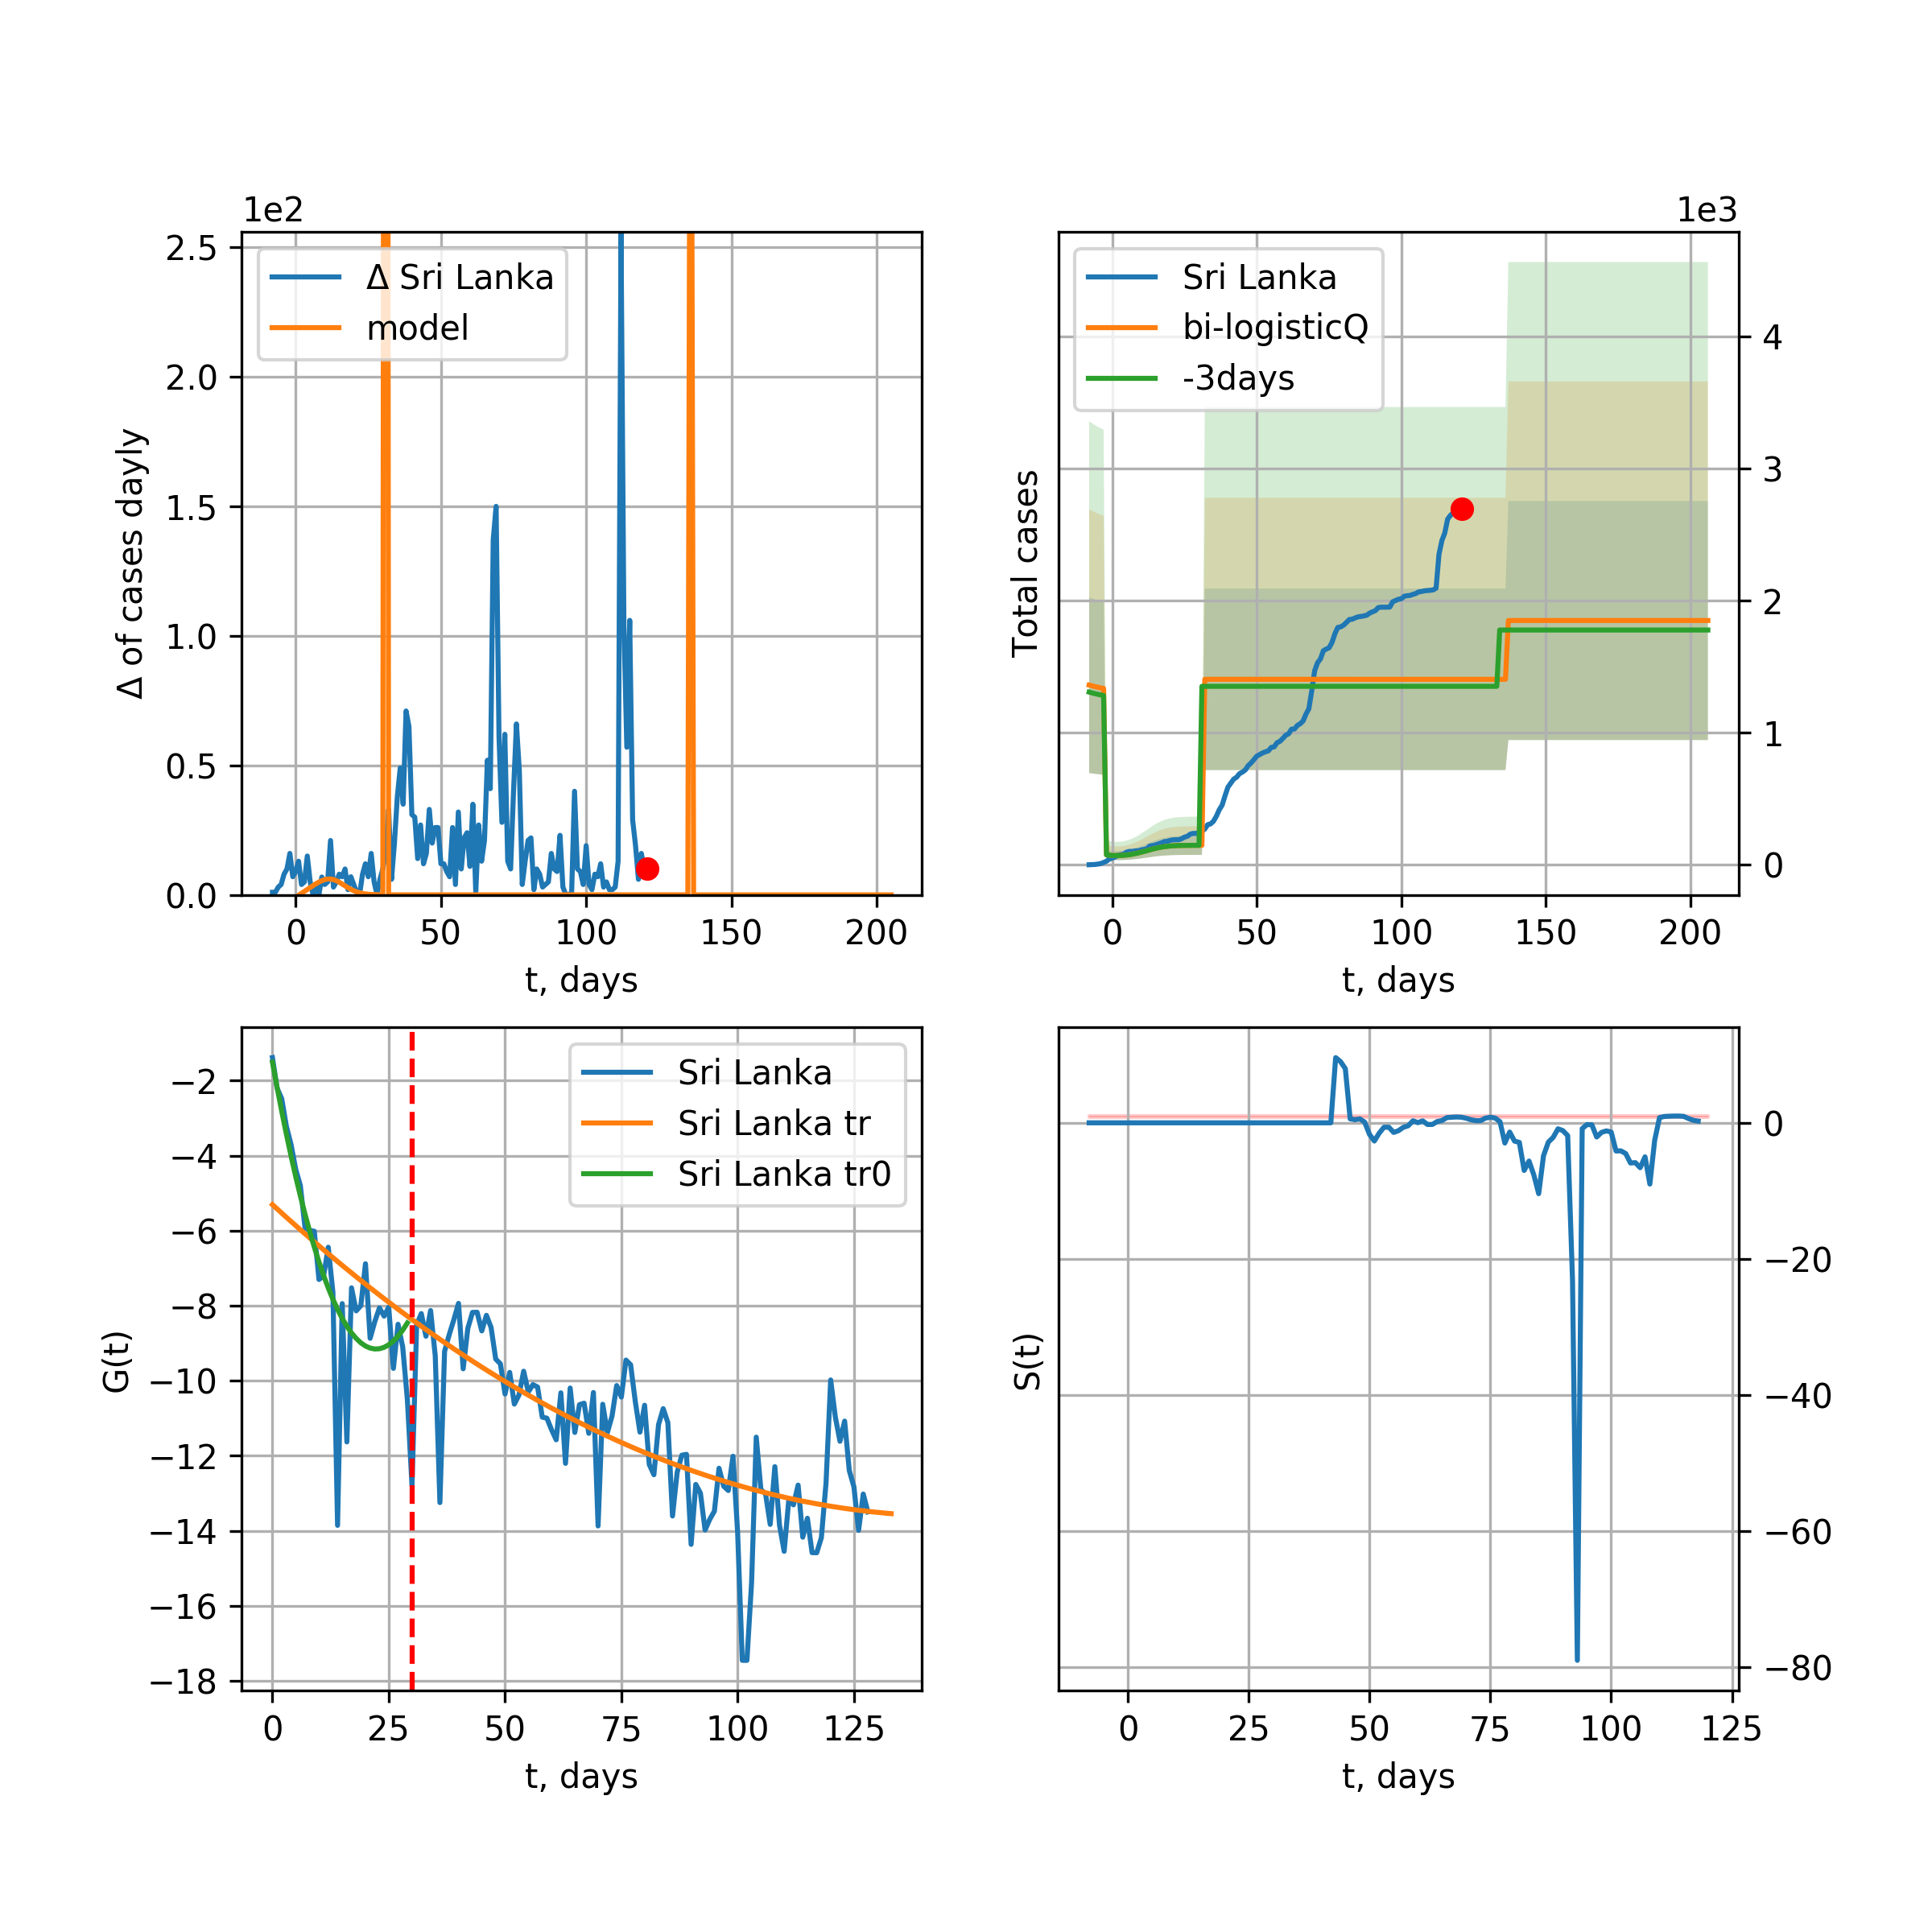 1e2
2.5
2.0
1.5
1.0
0.5
0.0
Δ of cases dayly
Δ Sri Lanka
model
0 50 100 150 200
t, days
1e3
4
3
2
1
0
Total cases
Sri Lanka
bi-logisticQ
-3days
0 50 100 150 200
t, days
−2
−4
−6
−8
−10
−12
−14
−16
−18
G(t)
Sri Lanka
Sri Lanka tr
Sri Lanka tr0
0 25 50 75 100 125
t, days
0
−20
−40
−60
−80
S(t)
0 25 50 75 100 125
t, days